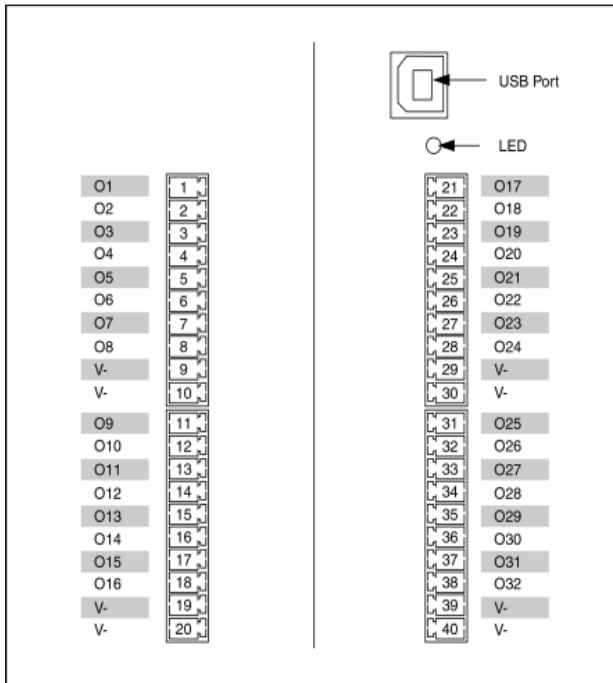 USB Port
LED
O1 1
O2 2
O3 3
O4 4
O5 5
O6 6
O7 7
O8 8
V- 9
V- 10
O9 11
O10 12
O11 13
O12 14
O13 15
O14 16
O15 17
O16 18
V- 19
V- 20
21 O17
22 O18
23 O19
24 O20
25 O21
26 O22
27 O23
28 O24
29 V-
30 V-
31 O25
32 O26
33 O27
34 O28
35 O29
36 O30
37 O31
38 O32
39 V-
40 V-